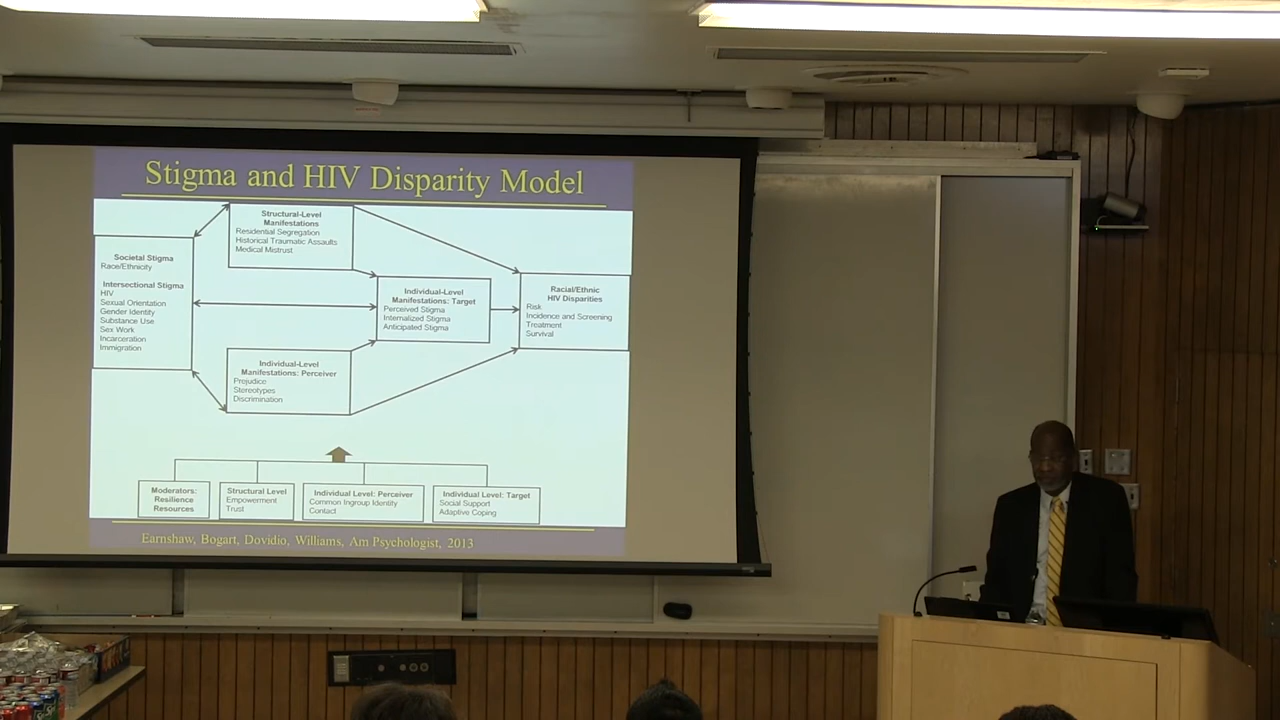 Stigma and HIV Disparity Model
Structural-Level
Manifestations
Residential Segregation
Historical Traumatic Assaults
Medical Mistrust
Societal Stigma
Race/Ethnicity
Intersectional Stigma
HIV
Sexual Orientation
Gender Identity
Substance Use
Sex Work
Incarceration
Immigration
Individual-Level
Manifestations: Target
Perceived Stigma
Internalized Stigma
Anticipated Stigma
Racial/Ethnic
HIV Disparities
Risk
Incidence and Screening
Treatment
Survival
Individual-Level
Manifestations: Perceiver
Prejudice
Stereotypes
Discrimination
Moderators:
Resilience
Resources
Structural Level
Empowerment
Trust
Individual Level: Perceiver
Common Ingroup Identity
Contact
Individual Level: Target
Social Support
Adaptive Coping
Earnshaw, Bogart, Dovidio, Williams, Am Psychologist, 2013